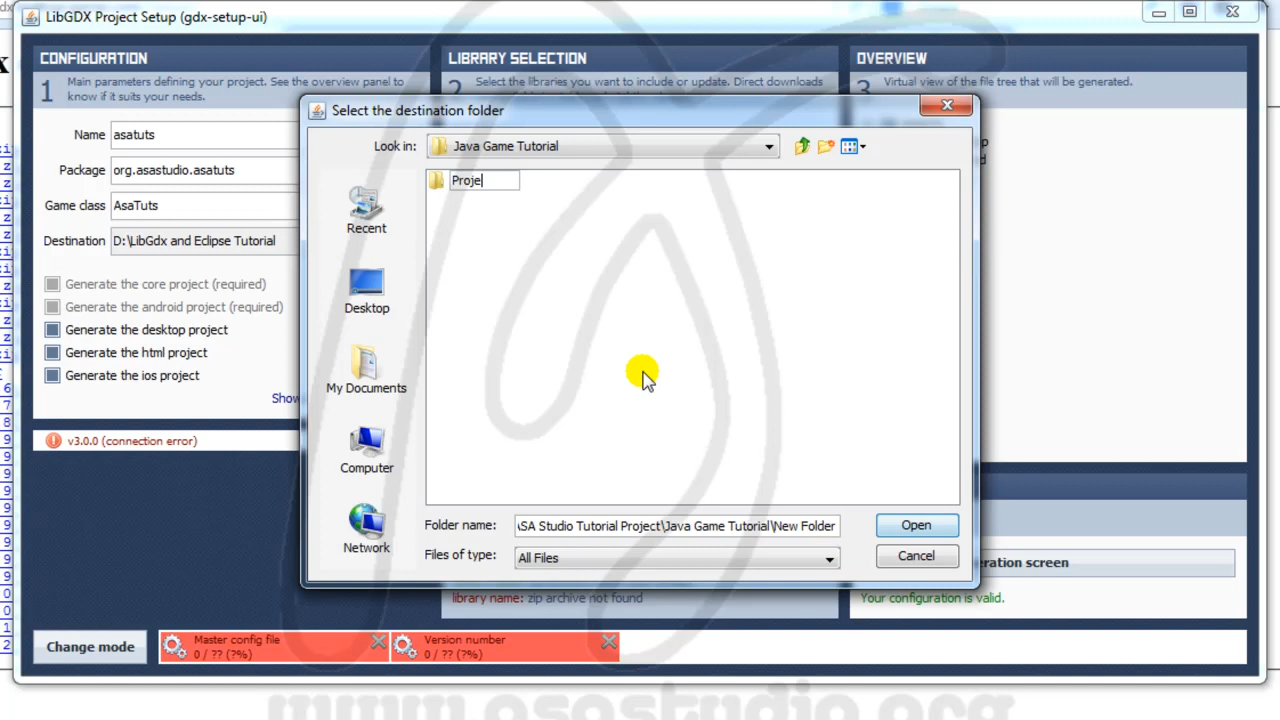 LibGDX Project Setup (gdx-setup-ui)
CONFIGURATION
1
Main parameters defining your project. See the overview panel to
know if it suits your needs.
Name
asatuts
Package
org.asastudio.asatuts
Game class
AsaTuts
Destination
D:\LibGdx and Eclipse Tutorial
Generate the core project (required)
Generate the android project (required)
Generate the desktop project
Generate the html project
Generate the ios project
v3.0.0 (connection error)
LIBRARY SELECTION
2
Select the libraries you want to include or update. Direct downloads
library name: zip archive not found
OVERVIEW
3
Virtual view of the file tree that will be generated.
Select the destination folder
Look in:
Java Game Tutorial
Proje
Recent
Desktop
My Documents
Computer
Network
Folder name:
\SA Studio Tutorial Project\Java Game Tutorial\New Folder
Open
Files of type:
All Files
Cancel
eration screen
Your configuration is valid.
Change mode
Master config file
0 / ?? (?%)
Version number
0 / ?? (?%)
www.asastudio.org